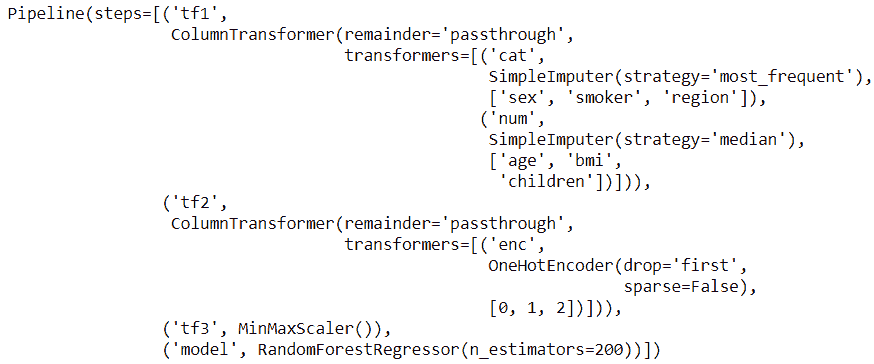 Pipeline(steps=[('tf1',
ColumnTransformer(remainder='passthrough',
transformers=[('cat',
SimpleImputer(strategy='most_frequent'),
['sex', 'smoker', 'region']),
('num',
SimpleImputer(strategy='median'),
['age', 'bmi',
'children'])])),
('tf2',
ColumnTransformer(remainder='passthrough',
transformers=[('enc',
OneHotEncoder(drop='first',
sparse=False),
[0, 1, 2])])),
('tf3', MinMaxScaler()),
('model', RandomForestRegressor(n_estimators=200))])